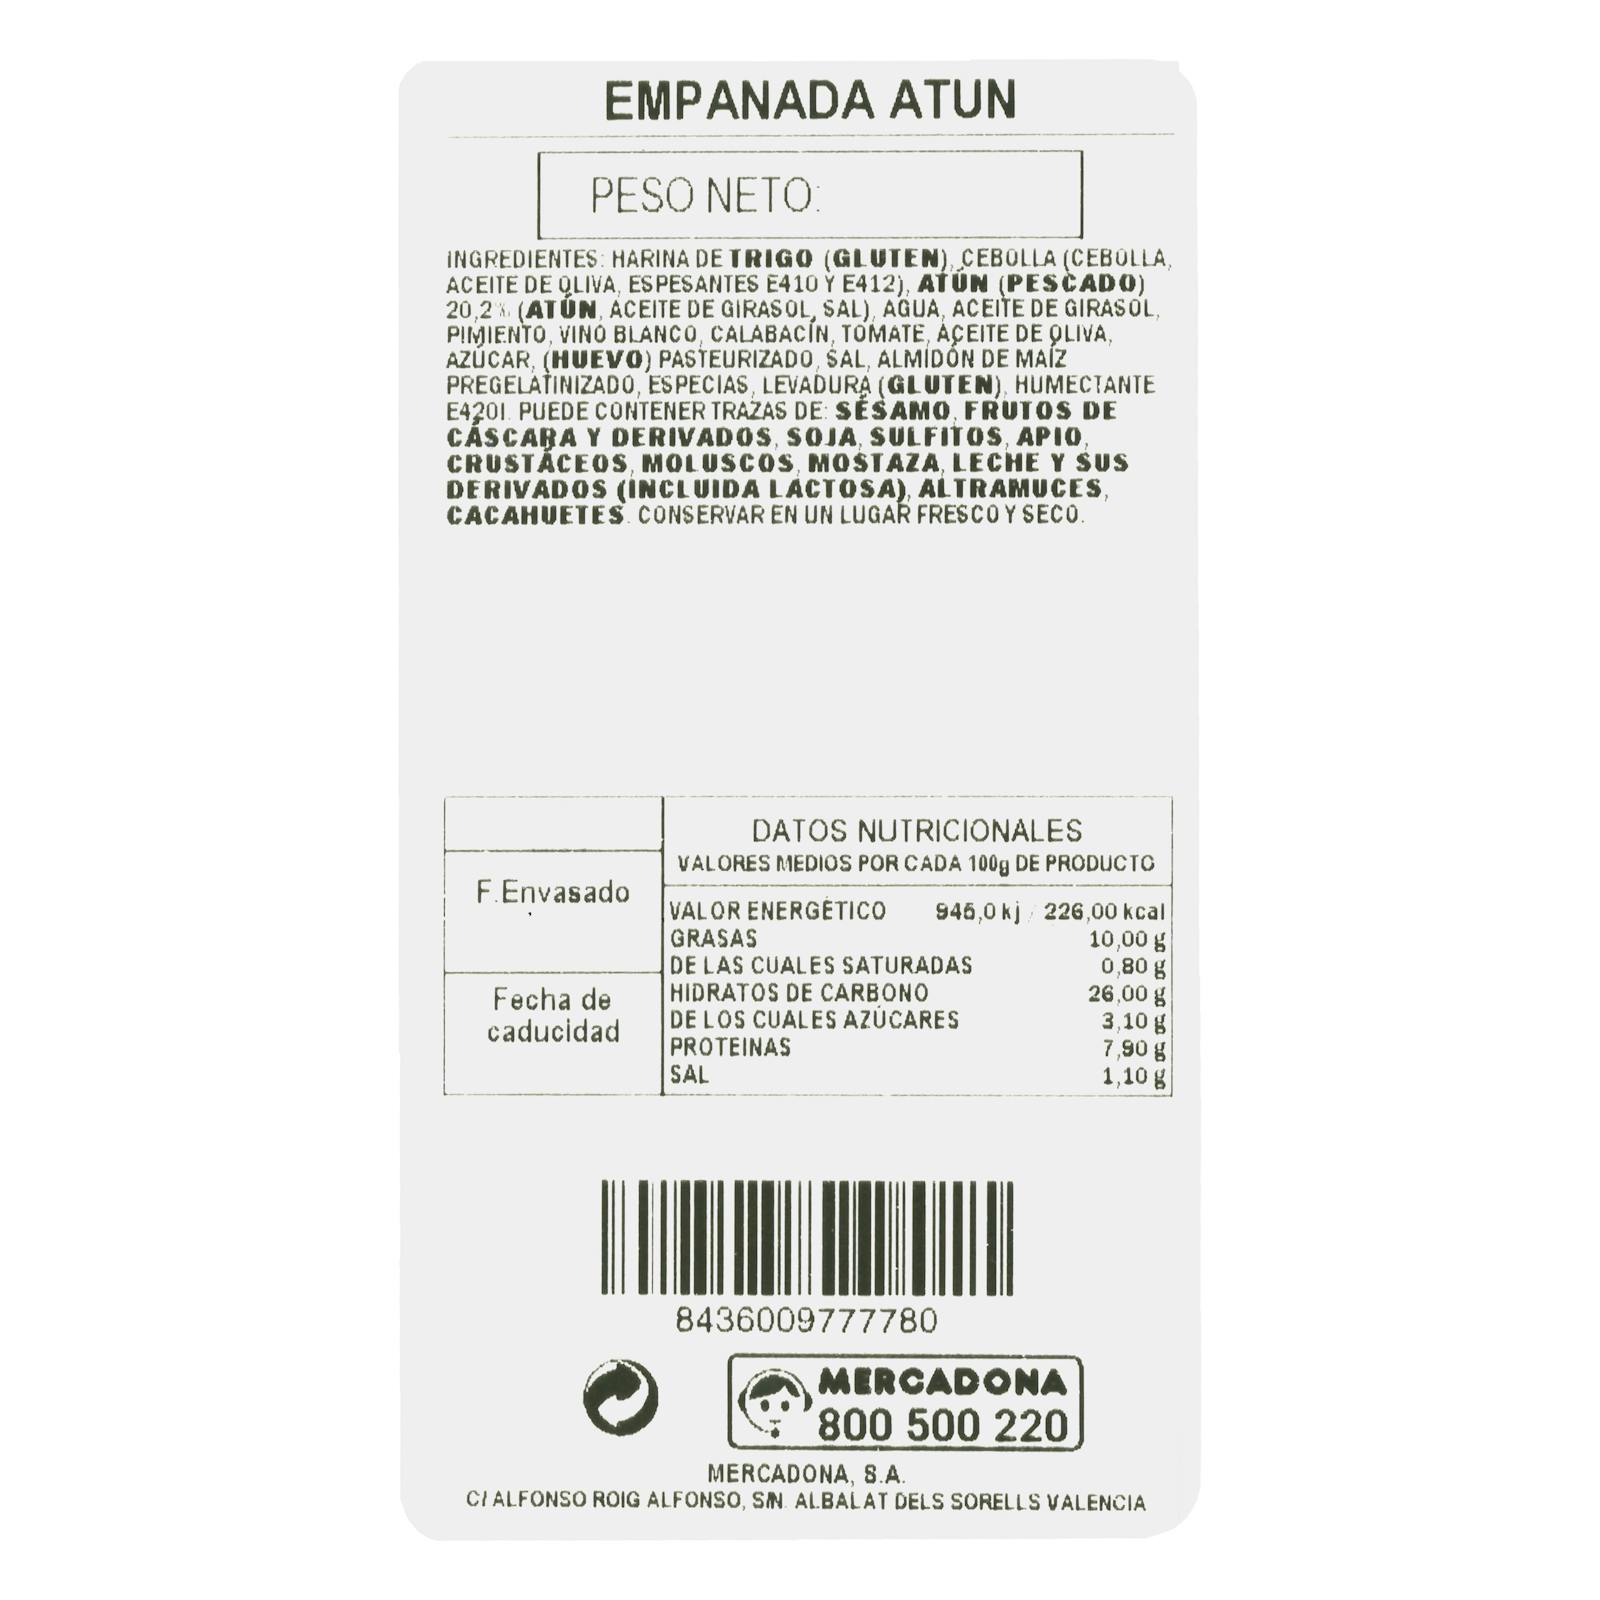 EMPANADA ATUN
PESO NETO:
INGREDIENTES: HARINA DE TRIGO (GLUTEN), CEBOLLA (CEBOLLA,
ACEITE DE OLIVA, ESPESANTES E410 Y E412), ATÚN (PESCADO)
20,2% (ATÚN, ACEITE DE GIRASOL, SAL), AGUA, ACEITE DE GIRASOL,
PIMIENTO, VINO BLANCO, CALABACÍN, TOMATE, ACEITE DE OLIVA,
AZÚCAR, (HUEVO) PASTEURIZADO, SAL, ALMIDÓN DE MAÍZ
PREGELATINIZADO, ESPECIAS, LEVADURA (GLUTEN), HUMECTANTE
E420I. PUEDE CONTENER TRAZAS DE: SÉSAMO, FRUTOS DE
CÁSCARA Y DERIVADOS, SOJA, SULFITOS, APIO,
CRUSTÁCEOS, MOLUSCOS, MOSTAZA, LECHE Y SUS
DERIVADOS (INCLUIDA LACTOSA), ALTRAMUCES,
CACAHUETES. CONSERVAR EN UN LUGAR FRESCO Y SECO.
DATOS NUTRICIONALES
VALORES MEDIOS POR CADA 100g DE PRODUCTO
F.Envasado
Fecha de
caducidad
VALOR ENERGÉTICO 945,0 kj / 226,00 kcal
GRASAS 10,00 g
DE LAS CUALES SATURADAS 0,80 g
HIDRATOS DE CARBONO 26,00 g
DE LOS CUALES AZÚCARES 3,10 g
PROTEINAS 7,90 g
SAL 1,10 g
8436009777780
MERCADONA
800 500 220
MERCADONA, S.A.
C/ ALFONSO ROIG ALFONSO, S/N. ALBALAT DELS SORELLS VALENCIA